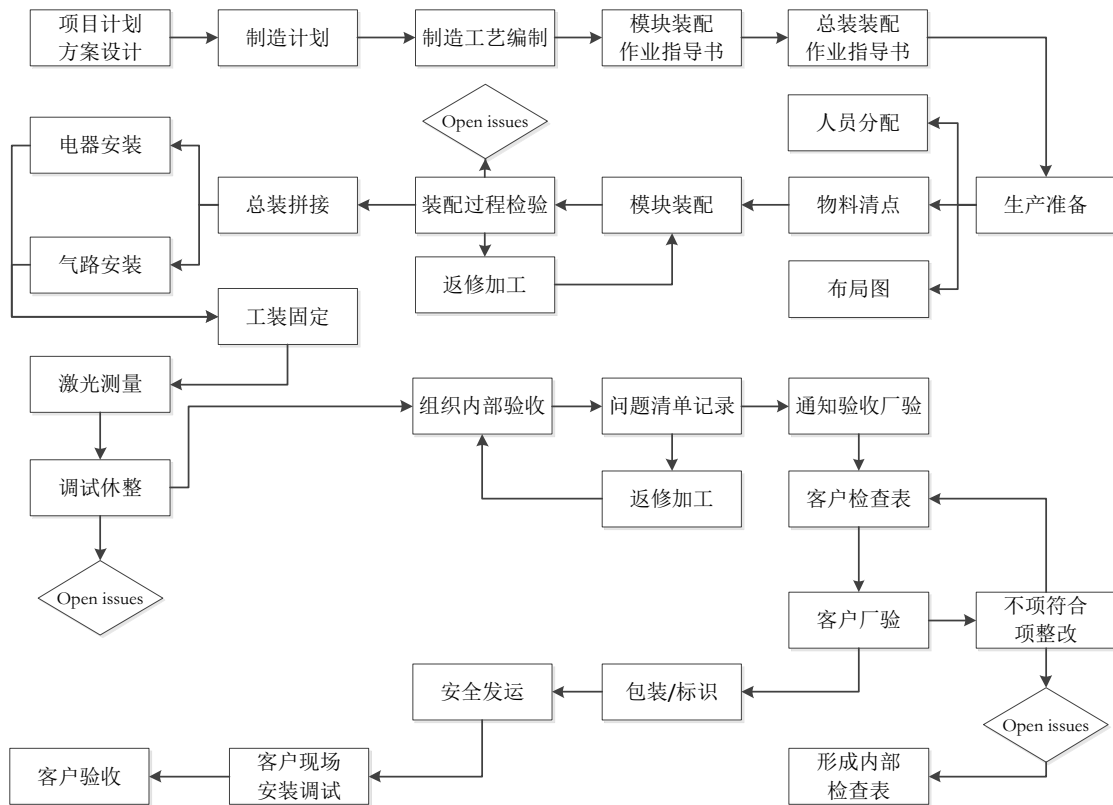 项目计划
方案设计
制造计划
制造工艺编制
模块装配
作业指导书
总装装配
作业指导书
Open issues
人员分配
电器安装
总装拼接
装配过程检验
模块装配
物料清点
生产准备
气路安装
返修加工
布局图
工装固定
激光测量
组织内部验收
问题清单记录
通知验收厂验
调试休整
返修加工
客户检查表
Open issues
客户厂验
不项符合
项整改
安全发运
包装/标识
Open issues
客户验收
客户现场
安装调试
形成内部
检查表